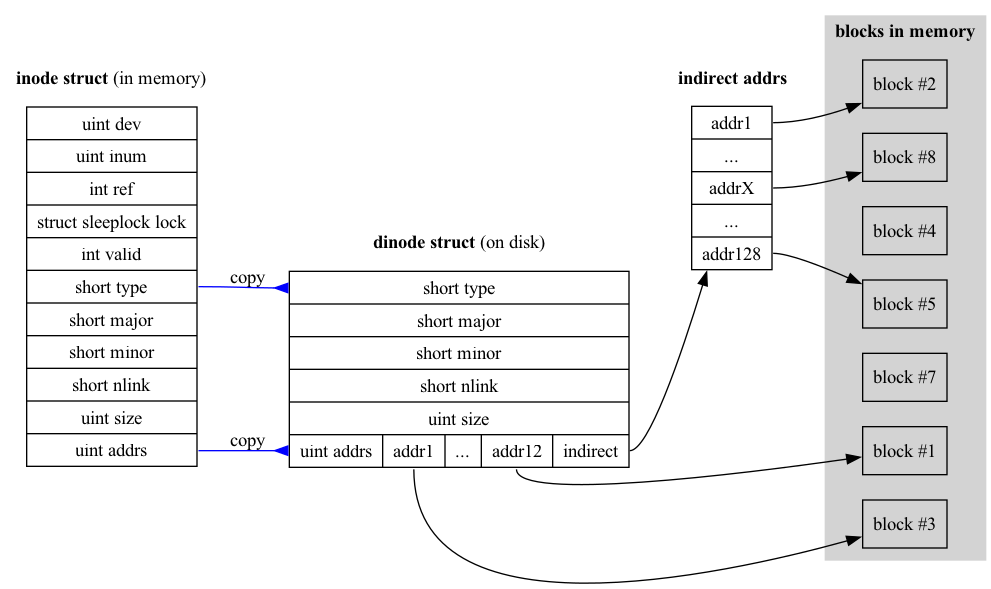 inode struct (in memory)
uint dev
uint inum
int ref
struct sleeplock lock
int valid
short type
short major
short minor
short nlink
uint size
uint addrs
copy
copy
dinode struct (on disk)
short type
short major
short minor
short nlink
uint size
uint addrs addr1 ... addr12 indirect
indirect addrs
addr1
...
addrX
...
addr128
blocks in memory
block #2
block #8
block #4
block #5
block #7
block #1
block #3